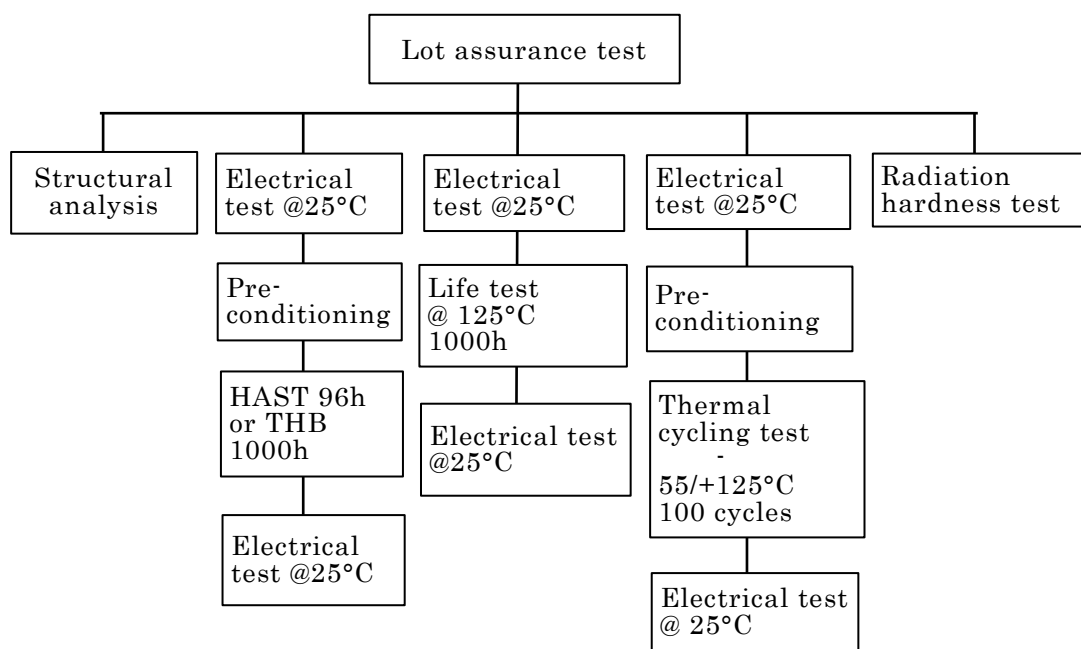 Lot assurance test
Structural
analysis
Electrical
test @25°C
Pre-
conditioning
HAST 96h
or THB
1000h
Electrical
test @25°C
Electrical
test @25°C
Life test
@ 125°C
1000h
Electrical test
@25°C
Electrical
test @25°C
Pre-
conditioning
Thermal
cycling test
-
55/+125°C
100 cycles
Electrical test
@ 25°C
Radiation
hardness test